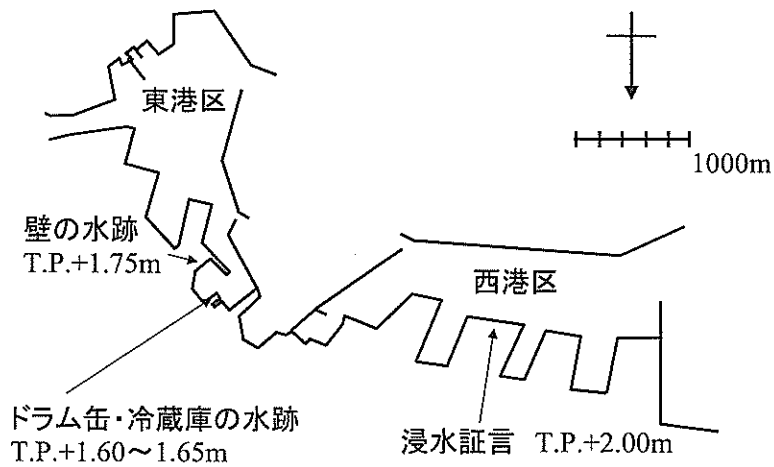 東港区
1000m
壁の水跡
T.P.+1.75m
西港区
ドラム缶・冷蔵庫の水跡
T.P.+1.60～1.65m
浸水証言 T.P.+2.00m